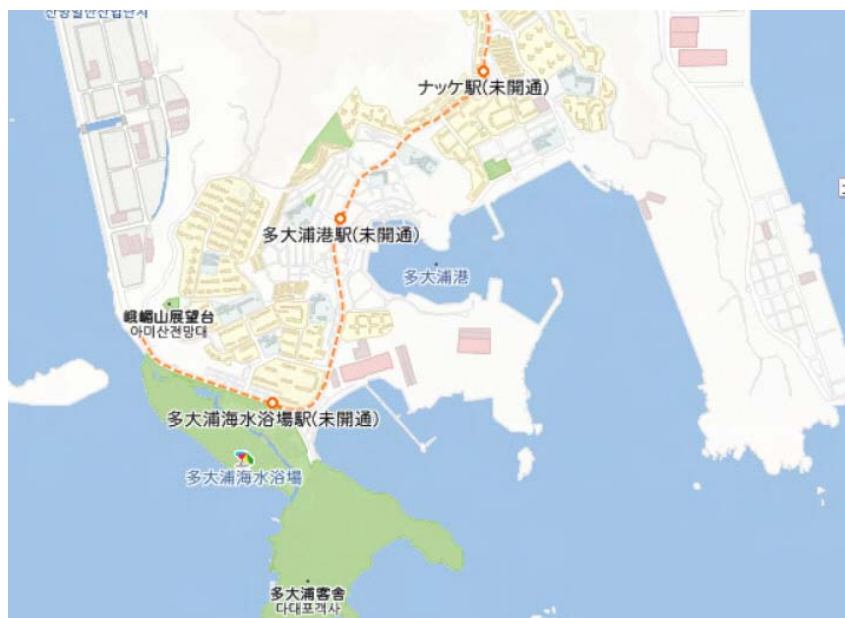 ナッケ駅(未開通)
多大浦港駅(未開通)
多大浦港
峨嵋山展望台
아미산전망대
多大浦海水浴場駅(未開通)
多大浦海水浴場
多大浦客舎
다대포객사